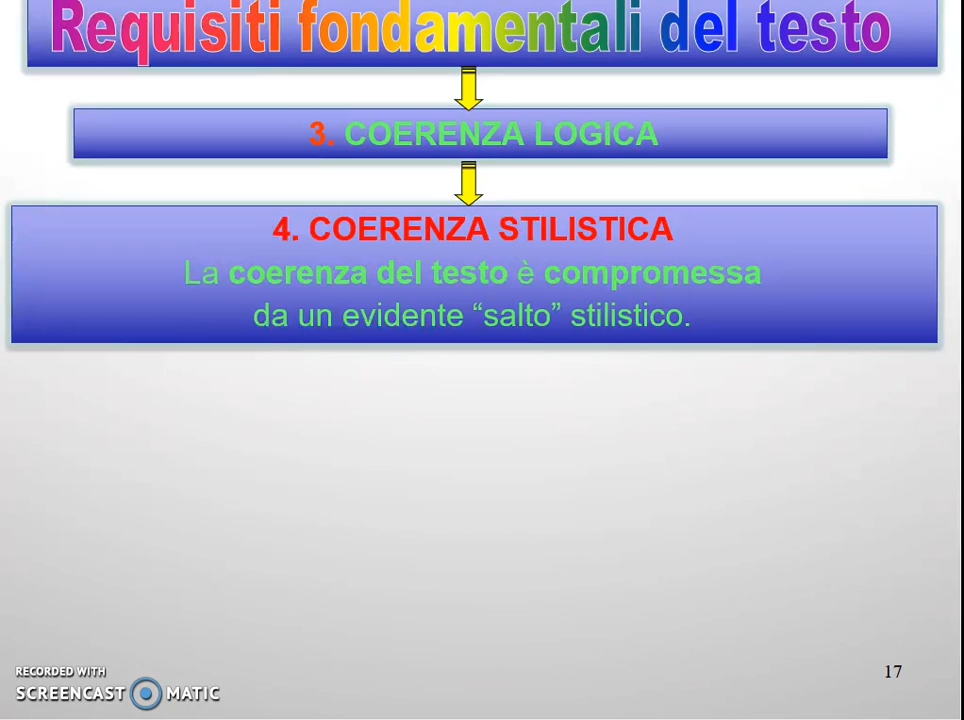 Requisiti fondamentali del testo
3. COERENZA LOGICA
4. COERENZA STILISTICA
La coerenza del testo è compromessa
da un evidente “salto” stilistico.
17
RECORDED WITH
SCREENCAST MATIC